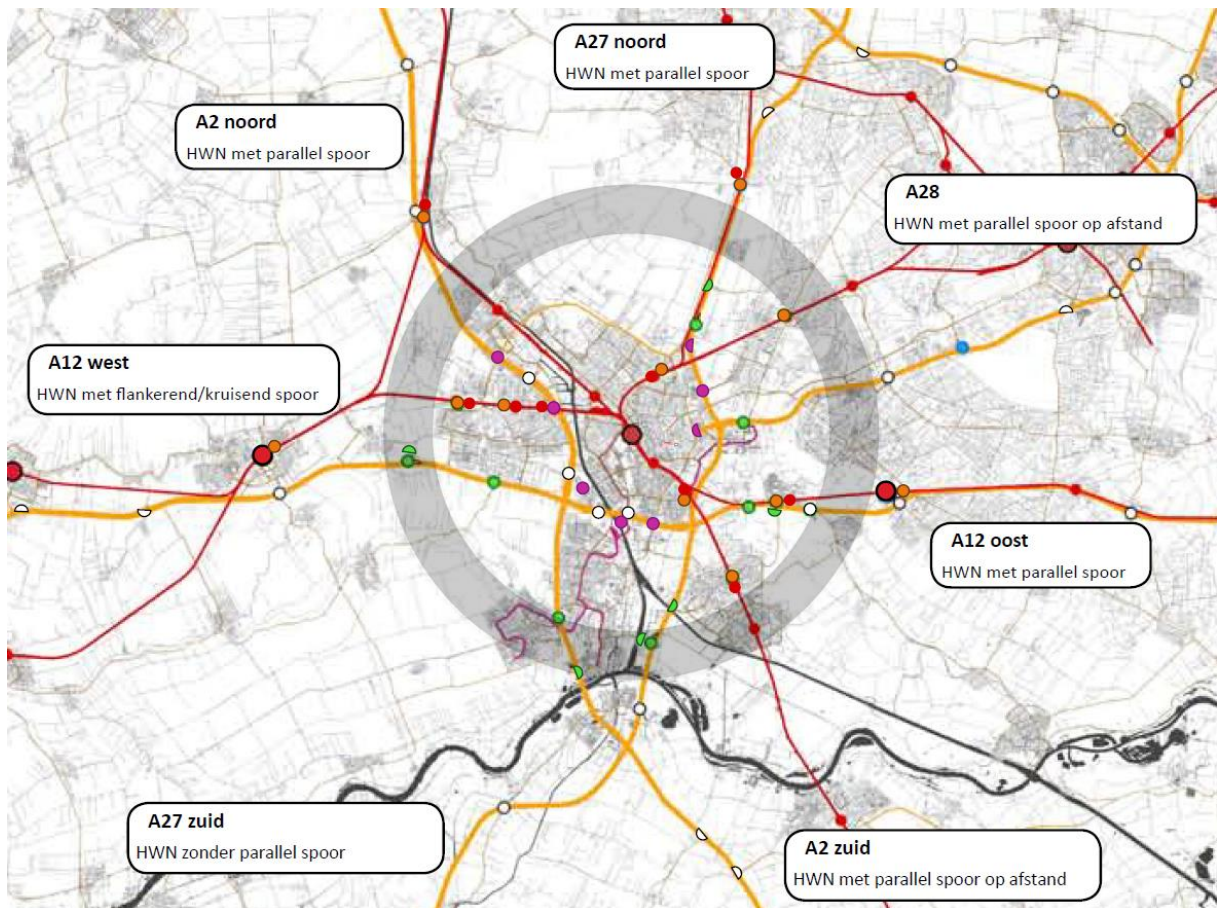 A27 noord
HWN met parallel spoor
A2 noord
HWN met parallel spoor
A28
HWN met parallel spoor op afstand
A12 west
HWN met flankerend/kruisend spoor
A12 oost
HWN met parallel spoor
A27 zuid
HWN zonder parallel spoor
A2 zuid
HWN met parallel spoor op afstand